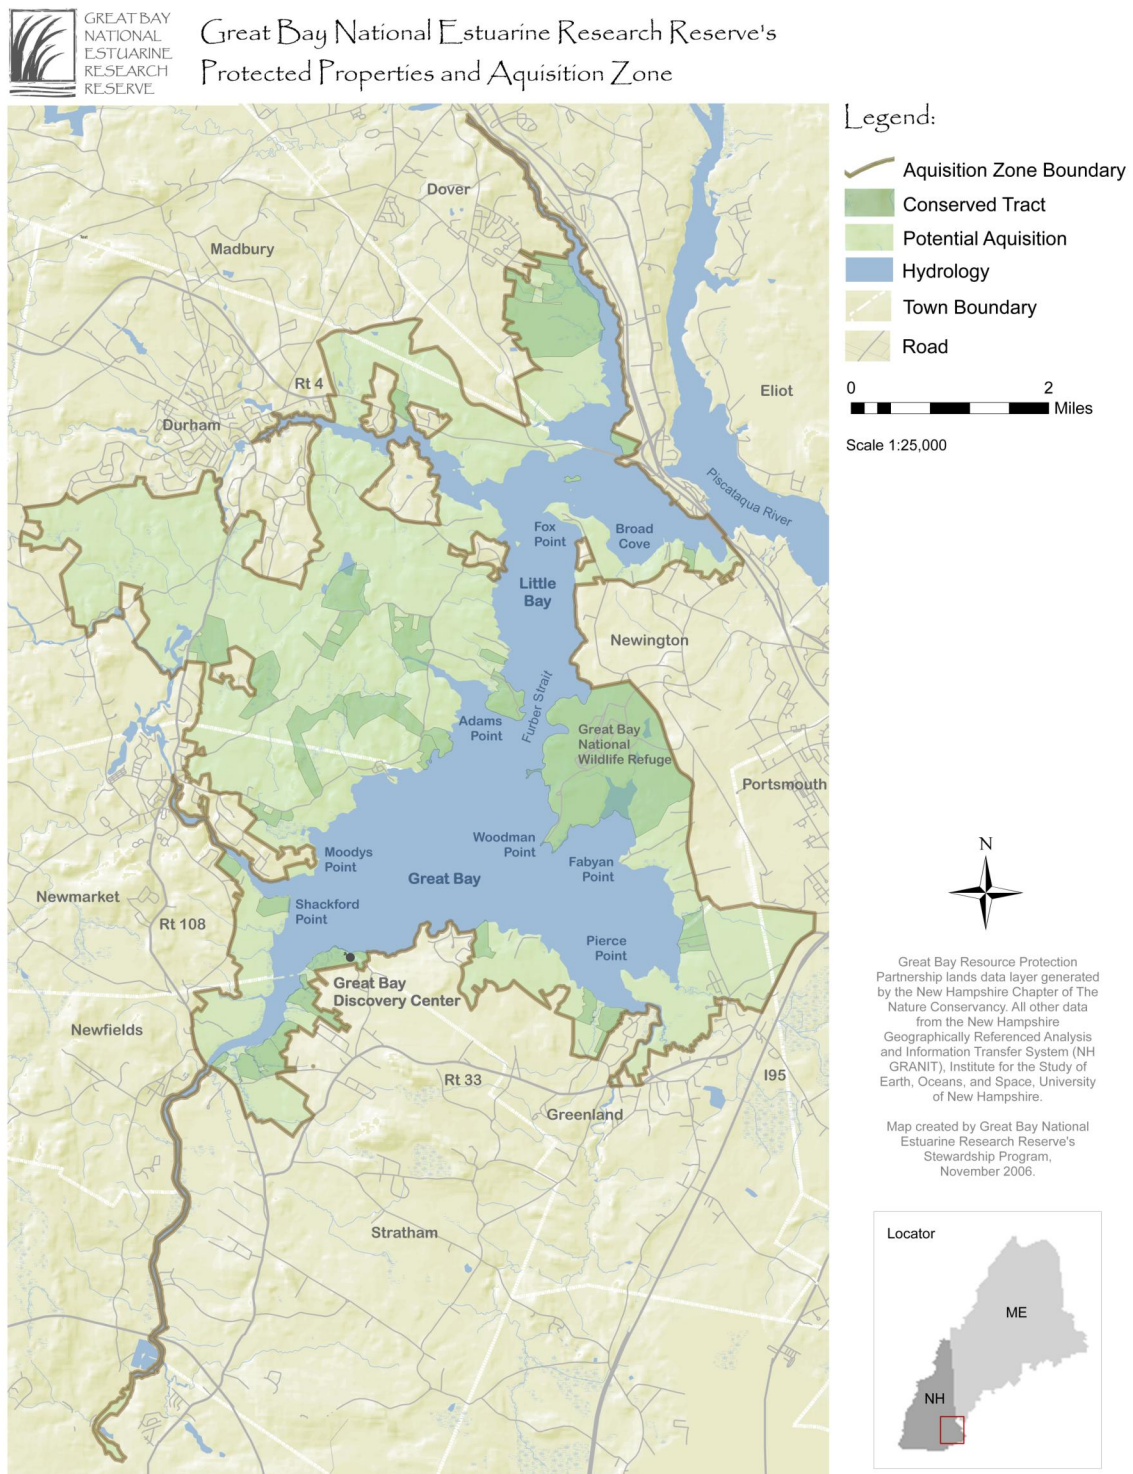 GREAT BAY
NATIONAL
ESTUARINE
RESEARCH
RESERVE
Great Bay National Estuarine Research Reserve's
Protected Properties and Aquisition Zone
Legend:
Aquisition Zone Boundary
Conserved Tract
Potential Aquisition
Hydrology
Town Boundary
Road
0 2
Miles
Scale 1:25,000
Dover
Madbury
Rt 4
Eliot
Durham
Piscataqua River
Fox
Point
Broad
Cove
Little
Bay
Newington
Furber Strait
Adams
Point
Great Bay
National
Wildlife Refuge
Portsmouth
Woodman
Point
Moodys
Point
Fabyan
Point
Great Bay
Newmarket
Shackford
Point
Rt 108
Pierce
Point
Great Bay
Discovery Center
Newfields
Rt 33
I95
Greenland
Stratham
N
Great Bay Resource Protection
Partnership lands data layer generated
by the New Hampshire Chapter of The
Nature Conservancy. All other data
from the New Hampshire
Geographically Referenced Analysis
and Information Transfer System (NH
GRANIT), Institute for the Study of
Earth, Oceans, and Space, University
of New Hampshire.
Map created by Great Bay National
Estuarine Research Reserve's
Stewardship Program,
November 2006.
Locator
ME
NH